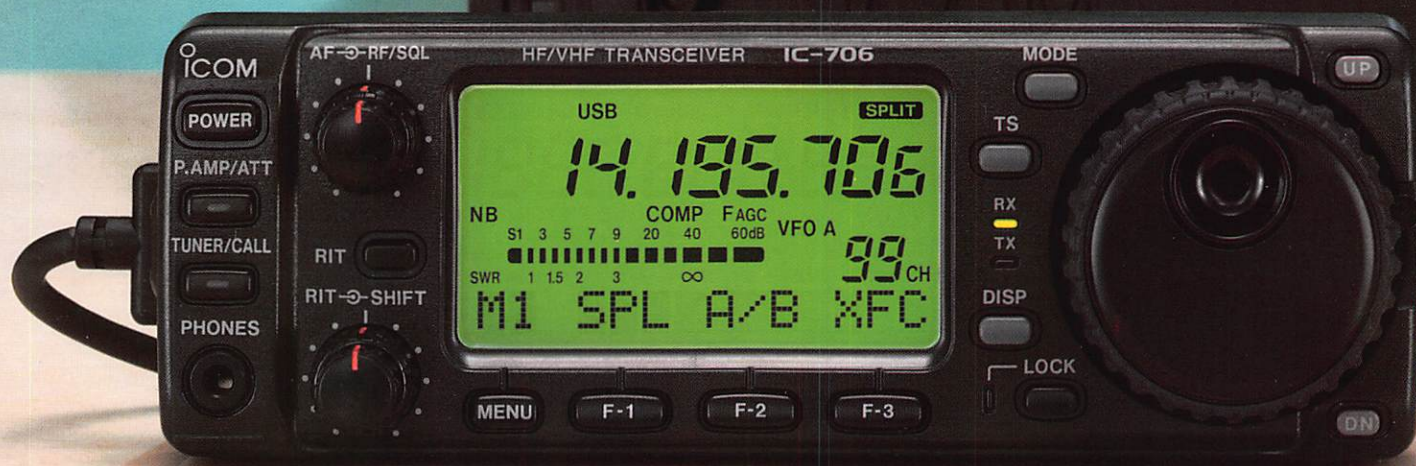 ICOM
AF RF/SQL
HF/VHF TRANSCEIVER IC-706
MODE
UP
POWER
P.AMP/ATT
TUNER/CALL
PHONES
RIT
RIT SHIFT
USB SPLIT
14.195.706
NB COMP FAGC
S1 3 5 7 9 20 40 60dB VFO A
99 CH
SWR 1 1.5 2 3 ∞
M1 SPL A/B XFC
MENU F-1 F-2 F-3
TS
RX
TX
DISP
LOCK
DN